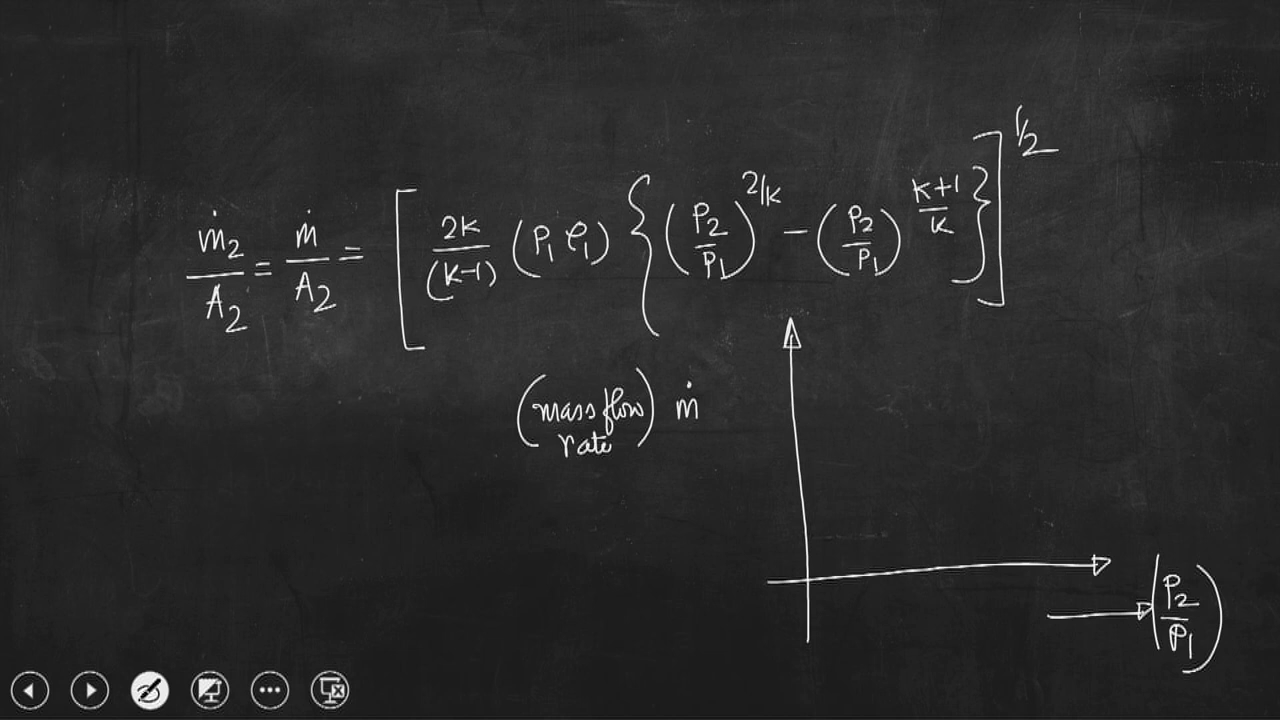 ṁ₂/A₂ = ṁ/A₂ = [ 2K/(K-1) (P₁ ρ₁) { (P₂/P₁)^2/K - (P₂/P₁)^K+1/K } ]^1/2
(mass flow rate) ṁ
(P₂/P₁)